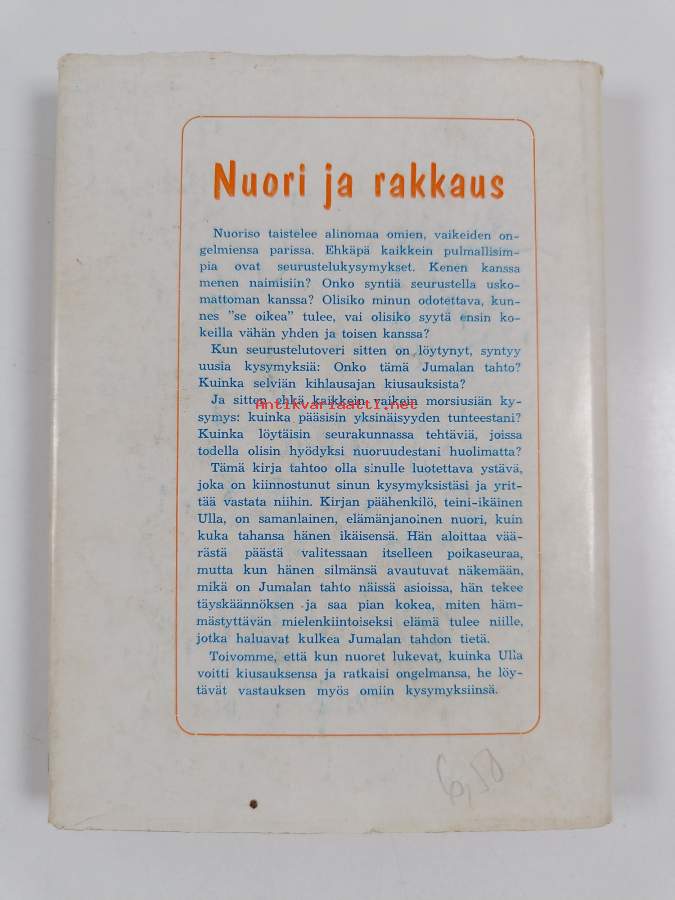 Nuori ja rakkaus
Nuoriso taistelee alinomaa omien, vaikeiden on-
gelmiensa parissa. Ehkäpä kaikkein pulmallisim-
pia ovat seurustelukysymykset. Kenen kanssa
menen naimisiin? Onko syntiä seurustella usko-
mattoman kanssa? Olisiko minun odotettava, kun-
nes "se oikea" tulee, vai olisiko syytä ensin ko-
keilla vähän yhden ja toisen kanssa?
Kun seurustelutoveri sitten on löytynyt, syntyy
uusia kysymyksiä: Onko tämä Jumalan tahto?
Kuinka selviän kihlausajan kiusauksista?
Ja sitten ehkä kaikkein vaikein morsiusiän ky-
Antikvariaatti.net
symys: kuinka pääsisin yksinäisyyden tunteestani?
Kuinka löytäisin seurakunnassa tehtäviä, joissa
todella olisin hyödyksi nuoruudestani huolimatta?
Tämä kirja tahtoo olla sinulle luotettava ystävä,
joka on kiinnostunut sinun kysymyksistäsi ja yrit-
tää vastata niihin. Kirjan päähenkilö, teini-ikäinen
Ulla, on samanlainen, elämänjanoinen nuori, kuin
kuka tahansa hänen ikäisensä. Hän aloittaa vää-
rästä päästä valitessaan itselleen poikaseuraa,
mutta kun hänen silmänsä avautuvat näkemään,
mikä on Jumalan tahto näissä asioissa, hän tekee
täyskäännöksen ja saa pian kokea, miten häm-
mästyttävän mielenkiintoiseksi elämä tulee niille,
jotka haluavat kulkea Jumalan tahdon tietä.
Toivomme, että kun nuoret lukevat, kuinka Ulla
voitti kiusauksensa ja ratkaisi ongelmansa, he löy-
tävät vastauksen myös omiin kysymyksiinsä.
6,50